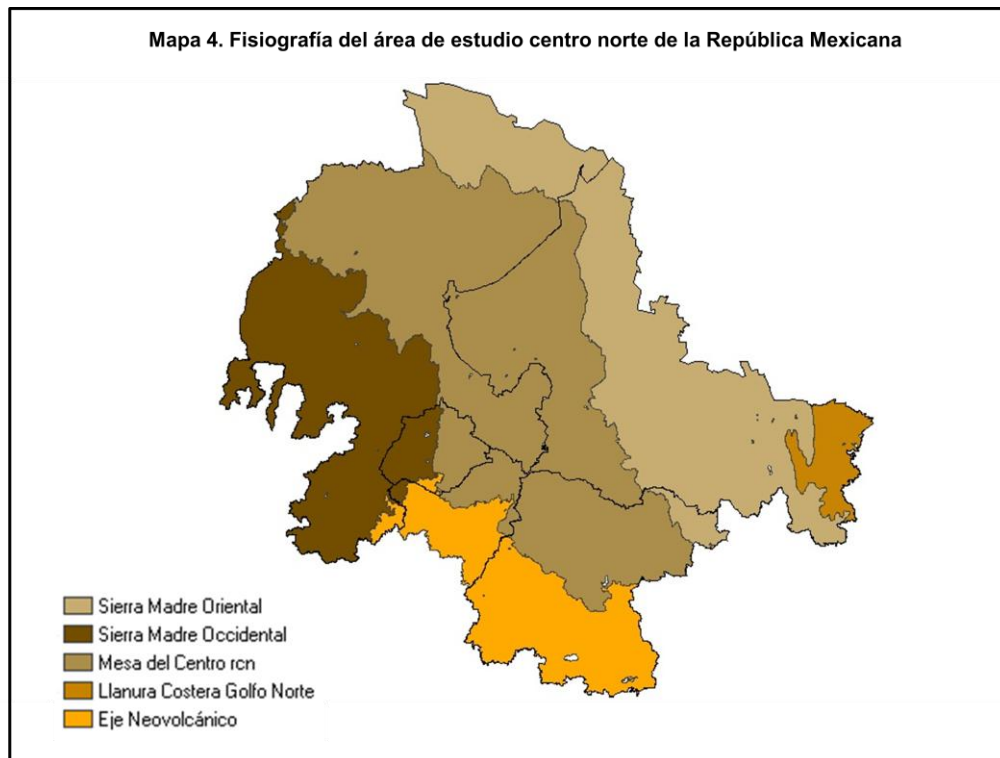 Mapa 4. Fisiografía del área de estudio centro norte de la República Mexicana
Sierra Madre Oriental
Sierra Madre Occidental
Mesa del Centro rcn
Llanura Costera Golfo Norte
Eje Neovolcánico